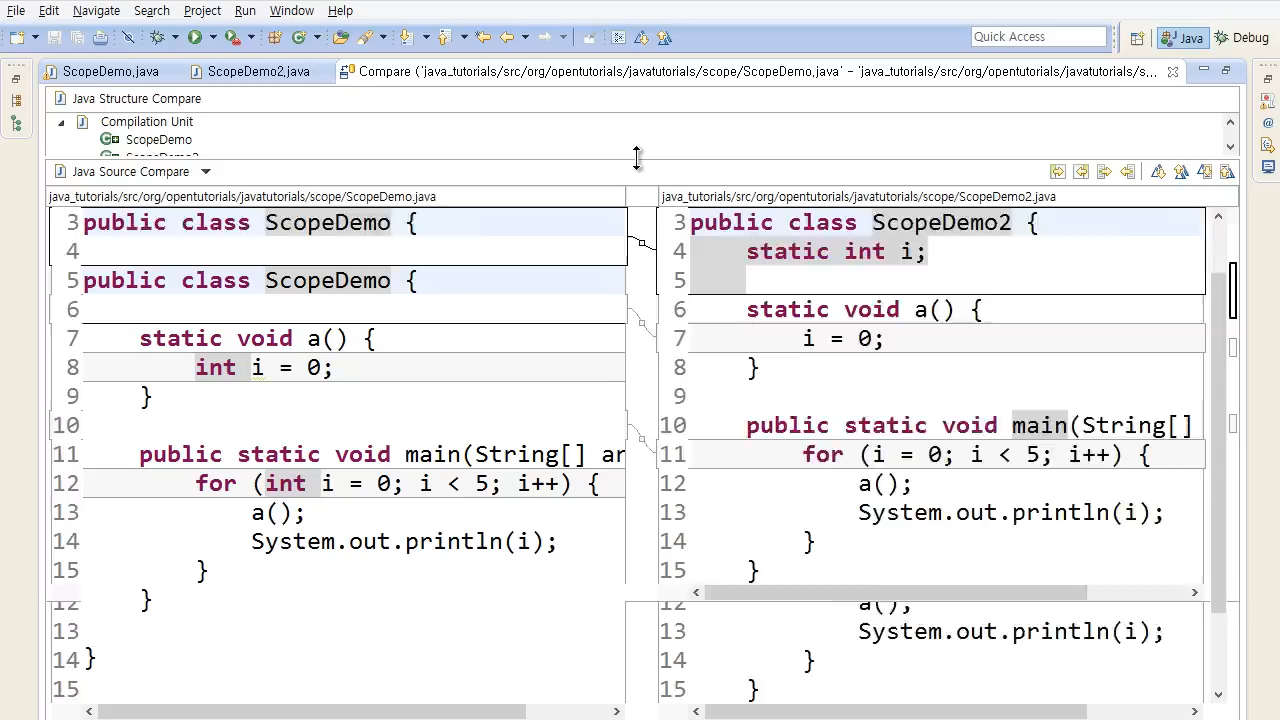 File Edit Navigate Search Project Run Window Help
Quick Access
Java
Debug
ScopeDemo.java
ScopeDemo2.java
Compare ('java_tutorials/src/org/opentutorials/javatutorials/scope/ScopeDemo.java' - 'java_tutorials/src/org/opentutorials/javatutorials/s...
Java Structure Compare
Compilation Unit
ScopeDemo
ScopeDemo2
Java Source Compare
java_tutorials/src/org/opentutorials/javatutorials/scope/ScopeDemo.java
3 public class ScopeDemo {
4
5 public class ScopeDemo {
6
7 static void a() {
8 int i = 0;
9 }
10
11 public static void main(String[] ar
12 for (int i = 0; i < 5; i++) {
13 a();
14 System.out.println(i);
15 }
12 }
13
14 }
15
java_tutorials/src/org/opentutorials/javatutorials/scope/ScopeDemo2.java
3 public class ScopeDemo2 {
4 static int i;
5
6 static void a() {
7 i = 0;
8 }
9
10 public static void main(String[]
11 for (i = 0; i < 5; i++) {
12 a();
13 System.out.println(i);
14 }
15 }
12 a();
13 System.out.println(i);
14 }
15 }